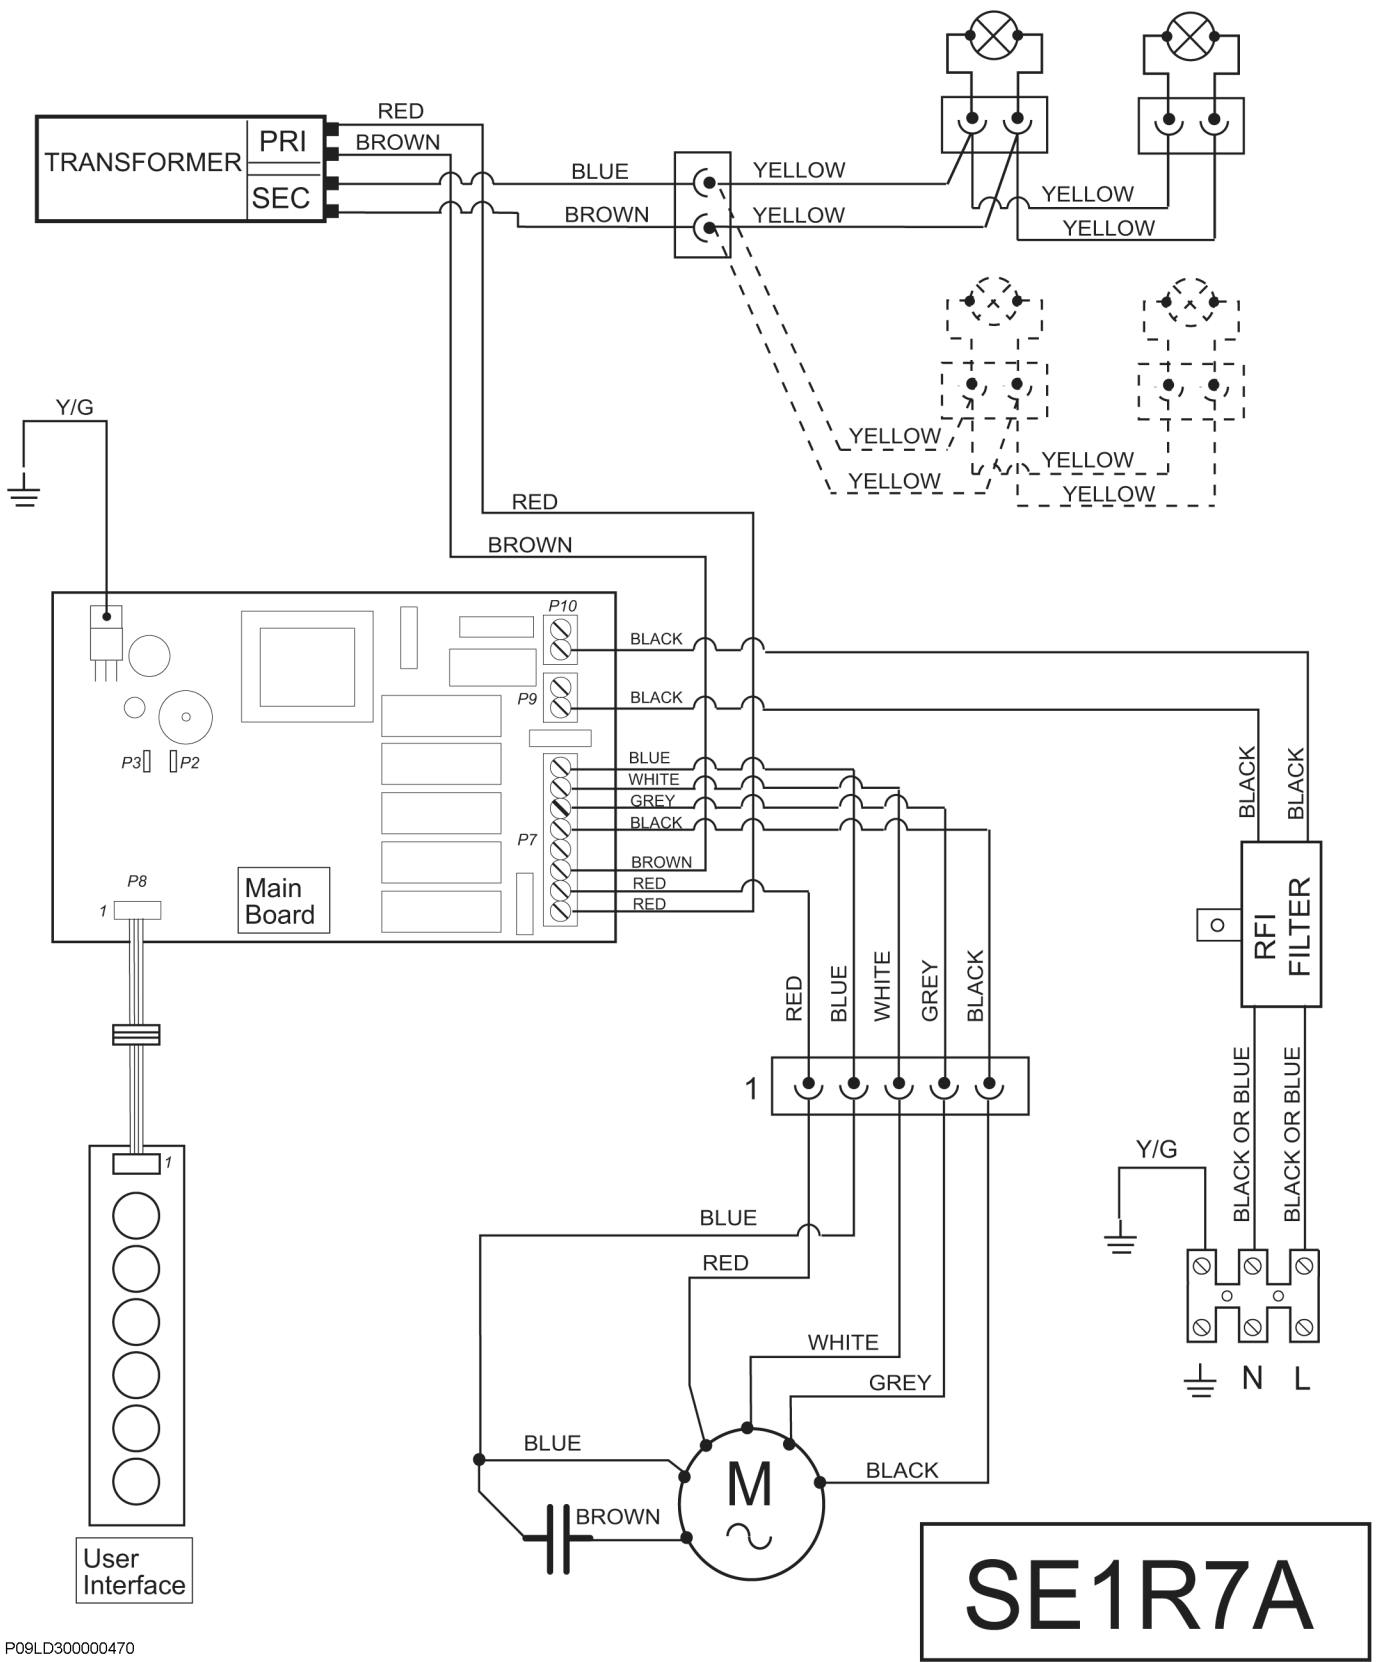 RED
TRANSFORMER
PRI
BROWN
SEC
BLUE
YELLOW
BROWN
YELLOW
YELLOW
YELLOW
Y/G
YELLOW
YELLOW
YELLOW
YELLOW
RED
BROWN
P10
BLACK
P9
BLACK
P3
P2
BLUE
WHITE
GREY
BLACK
P7
BROWN
RED
RED
P8
1
Main
Board
BLACK
BLACK
RFI
FILTER
RED
BLUE
WHITE
GREY
BLACK
1
BLACK OR BLUE
BLACK OR BLUE
Y/G
1
BLUE
RED
WHITE
GREY
N
L
BLUE
M
BLACK
BROWN
User
Interface
SE1R7A
P09LD300000470